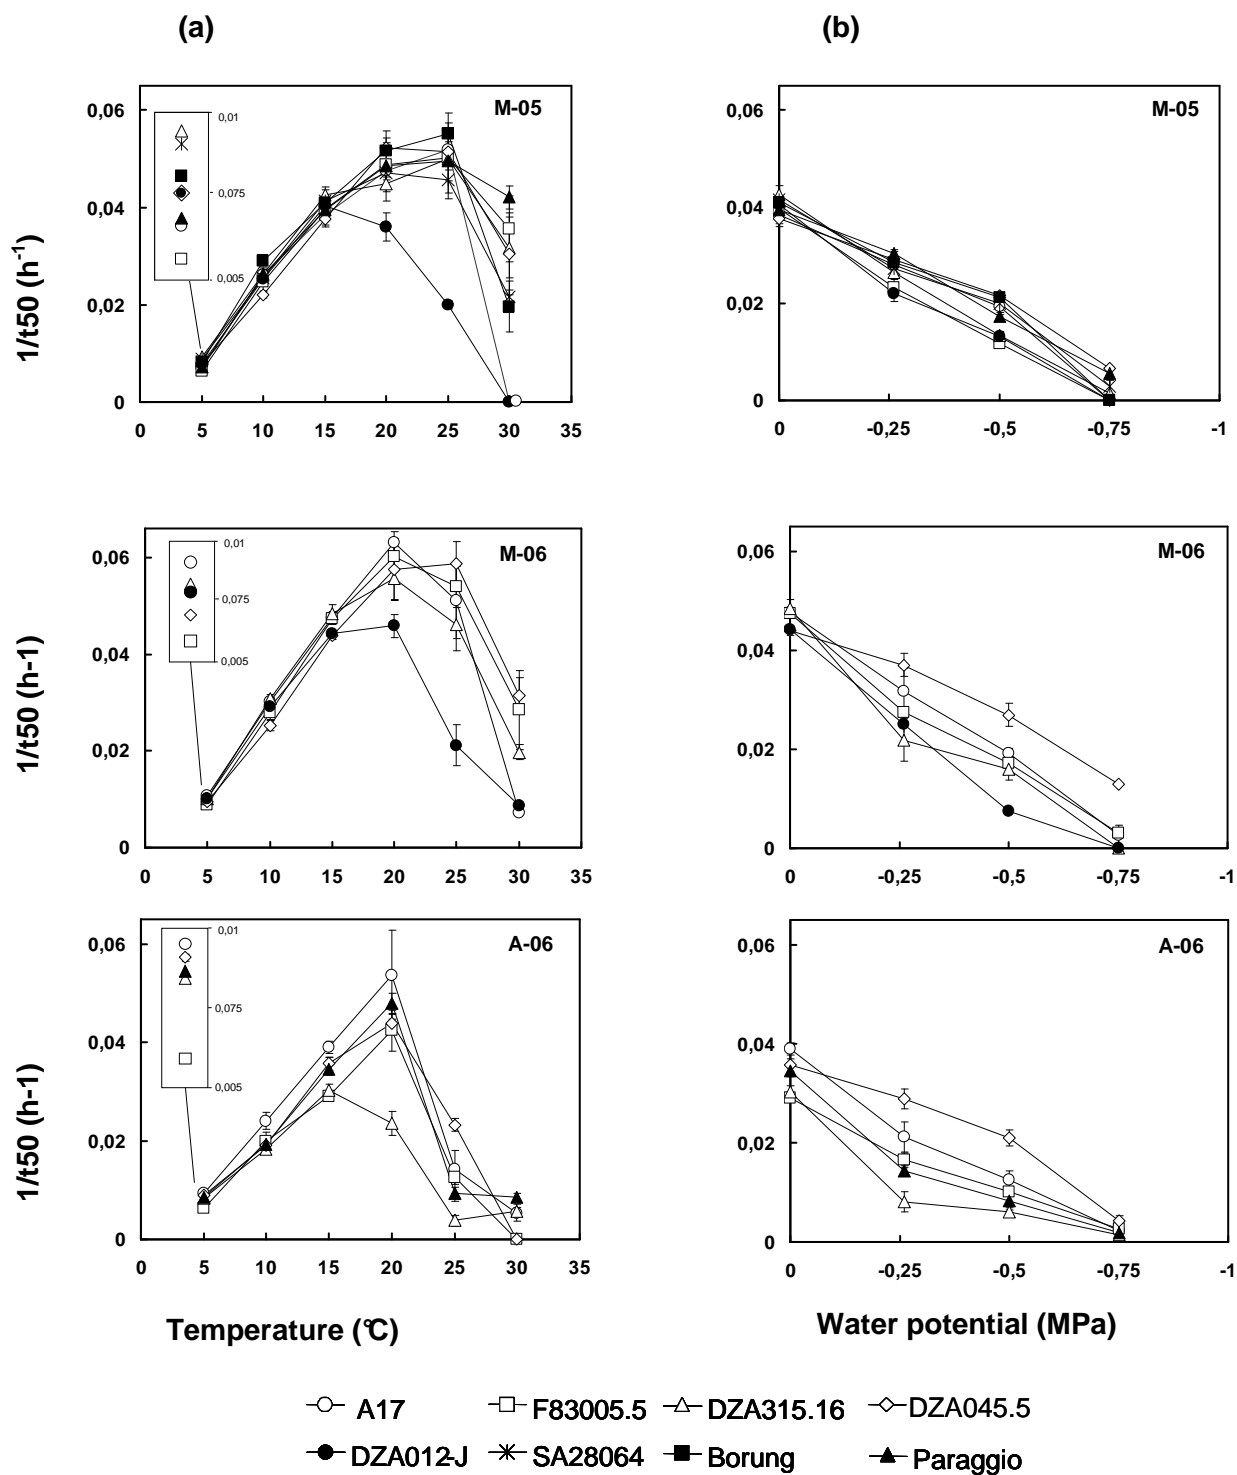 (a) (b)
M-05
0,06
0,04
0,02
0
0,01
0,075
0,005
0 5 10 15 20 25 30 35
1/t50 (h-1)
M-05
0,06
0,04
0,02
0
0 -0,25 -0,5 -0,75 -1
M-06
0,06
0,04
0,02
0
0,01
0,075
0,005
0 5 10 15 20 25 30 35
1/t50 (h-1)
M-06
0,06
0,04
0,02
0
0 -0,25 -0,5 -0,75 -1
A-06
0,06
0,04
0,02
0
0,01
0,075
0,005
0 5 10 15 20 25 30 35
1/t50 (h-1)
A-06
0,06
0,04
0,02
0
0 -0,25 -0,5 -0,75 -1
Temperature (°C)
Water potential (MPa)
A17 F83005.5 DZA315.16 DZA045.5
DZA012-J SA28064 Borung Paraggio